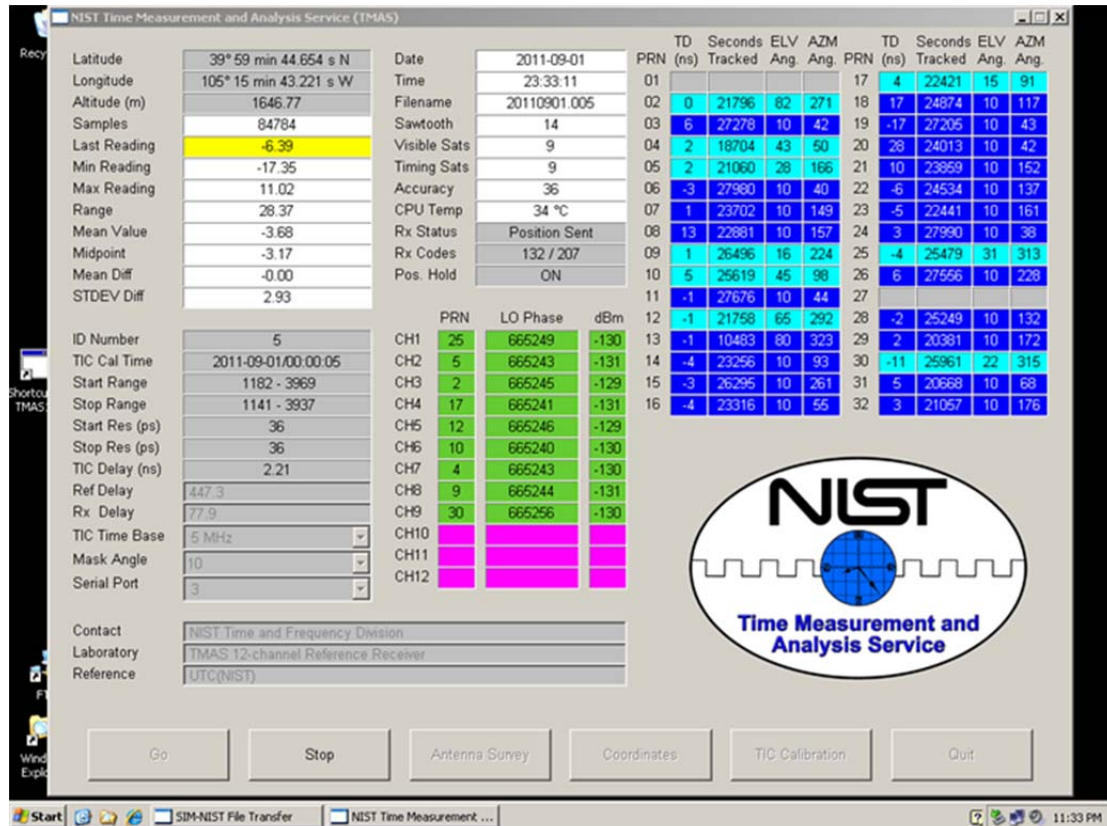 NIST Time Measurement and Analysis Service (TMAS)
Recy
Latitude 39° 59 min 44.654 s N
Longitude 105° 15 min 43.221 s W
Altitude (m) 1646.77
Samples 84784
Last Reading -6.39
Min Reading -17.35
Max Reading 11.02
Range 28.37
Mean Value -3.68
Midpoint -3.17
Mean Diff -0.00
STDEV Diff 2.93
Date 2011-09-01
Time 23:33:11
Filename 20110901.005
Sawtooth 14
Visible Sats 9
Timing Sats 9
Accuracy 36
CPU Temp 34 °C
Rx Status Position Sent
Rx Codes 132 / 207
Pos. Hold ON
TD Seconds ELV AZM TD Seconds ELV AZM
PRN (ns) Tracked Ang. Ang. PRN (ns) Tracked Ang. Ang.
01 17 4 22421 15 91
02 0 21796 82 271 18 17 24874 10 117
03 6 27278 10 42 19 -17 27205 10 43
04 2 18704 43 50 20 28 24013 10 42
05 2 21060 28 166 21 10 23859 10 152
06 -3 27980 10 40 22 -6 24534 10 137
07 1 23702 10 149 23 -5 22441 10 161
08 13 22881 10 157 24 3 27990 10 38
09 1 26496 16 224 25 -4 25479 31 313
10 5 25619 45 98 26 6 27556 10 228
11 -1 27676 10 44 27
12 -1 21758 65 292 28 -2 25249 10 132
13 -1 10483 80 323 29 2 20381 10 172
14 -4 23256 10 93 30 -11 25961 22 315
15 -3 26295 10 261 31 5 20668 10 68
16 -4 23316 10 55 32 3 21057 10 176
ID Number 5
TIC Cal Time 2011-09-01/00:00:05
Start Range 1182 - 3969
Stop Range 1141 - 3937
Start Res (ps) 36
Stop Res (ps) 36
TIC Delay (ns) 2.21
Ref Delay 447.3
Rx Delay 77.9
TIC Time Base 5 MHz
Mask Angle 10
Serial Port 3
PRN LO Phase dBm
CH1 25 665249 -130
CH2 5 665243 -131
CH3 2 665245 -129
CH4 17 665241 -131
CH5 12 665246 -129
CH6 10 665240 -130
CH7 4 665243 -130
CH8 9 665244 -131
CH9 30 665256 -130
CH10
CH11
CH12
Shortcu
TMAS
NIST
Time Measurement and
Analysis Service
Contact NIST Time and Frequency Division
Laboratory TMAS 12-channel Reference Receiver
Reference UTC(NIST)
FT
Wind
Explo
Go Stop Antenna Survey Coordinates TIC Calibration Quit
Start SIM-NIST File Transfer NIST Time Measurement ... 11:33 PM